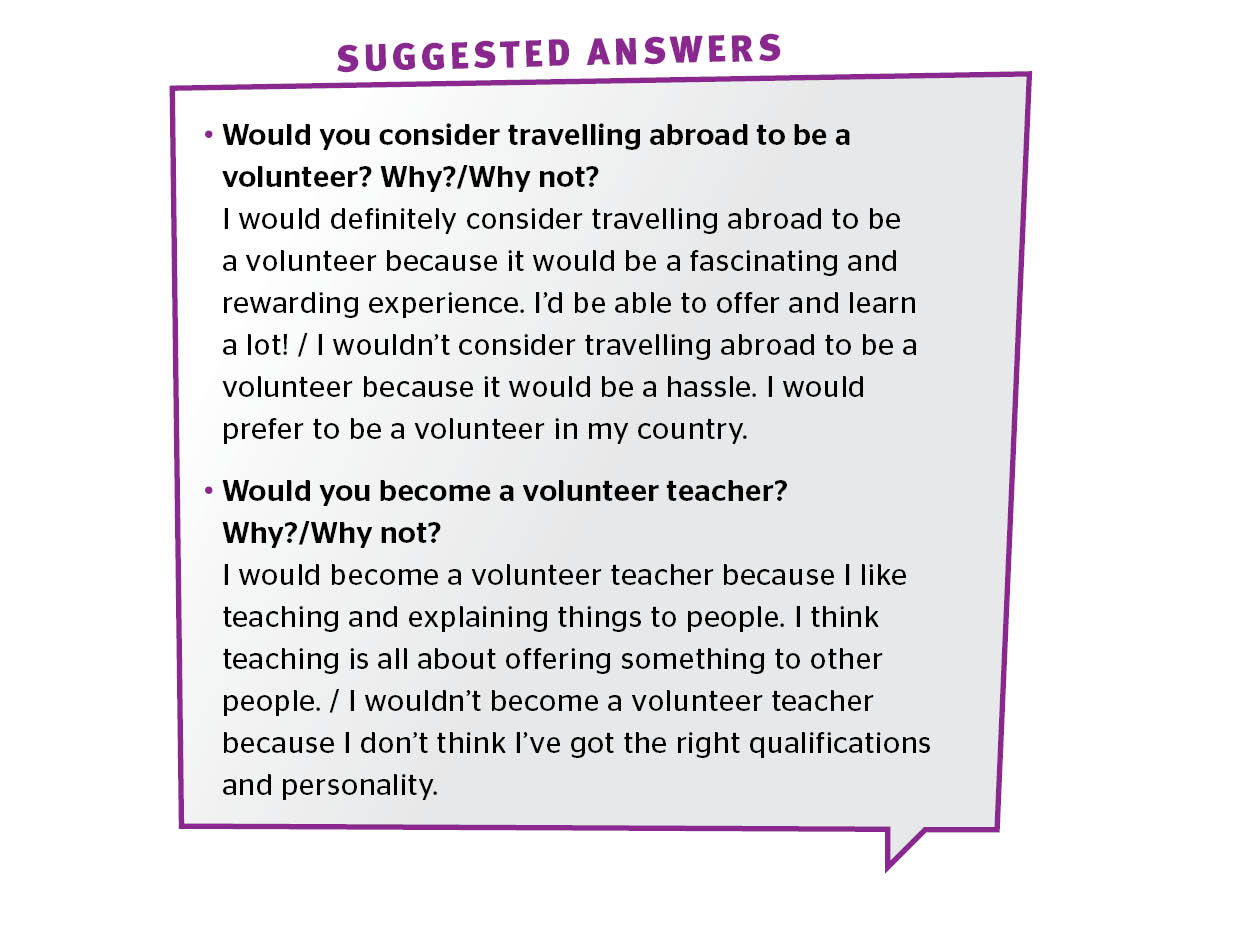 SUGGESTED ANSWERS
• Would you consider travelling abroad to be a
volunteer? Why?/Why not?
I would definitely consider travelling abroad to be
a volunteer because it would be a fascinating and
rewarding experience. I’d be able to offer and learn
a lot! / I wouldn’t consider travelling abroad to be a
volunteer because it would be a hassle. I would
prefer to be a volunteer in my country.
• Would you become a volunteer teacher?
Why?/Why not?
I would become a volunteer teacher because I like
teaching and explaining things to people. I think
teaching is all about offering something to other
people. / I wouldn’t become a volunteer teacher
because I don’t think I’ve got the right qualifications
and personality.